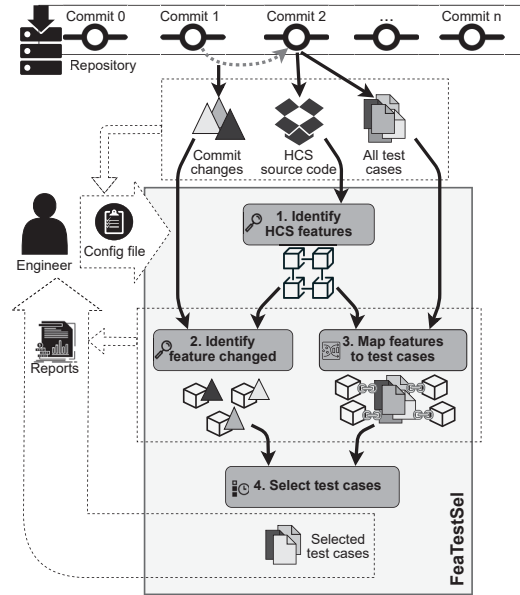 Commit 0
Commit 1
Commit 2
...
Commit n
Repository
Commit
changes
HCS
source code
All test
cases
Engineer
Config file
1. Identify
HCS features
2. Identify
feature changed
3. Map features
to test cases
Reports
4. Select test cases
Selected
test cases
FeaTestSel